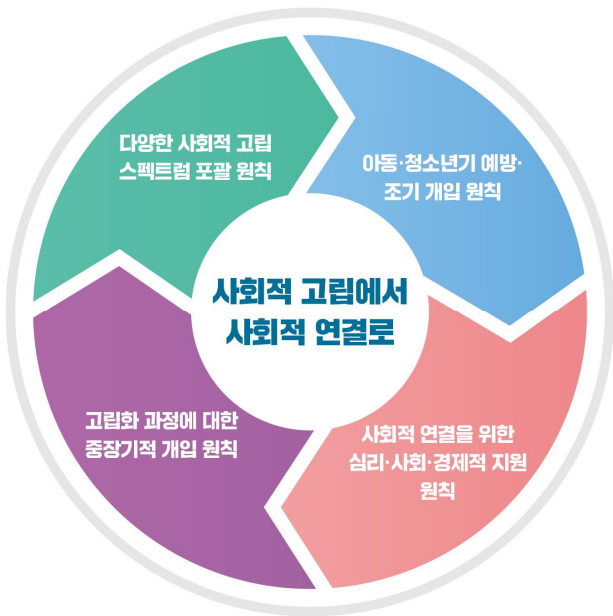 다양한 사회적 고립
스펙트럼 포괄 원칙
아동·청소년기 예방·
조기 개입 원칙
사회적 고립에서
사회적 연결로
고립화 과정에 대한
중장기적 개입 원칙
사회적 연결을 위한
심리·사회·경제적 지원
원칙